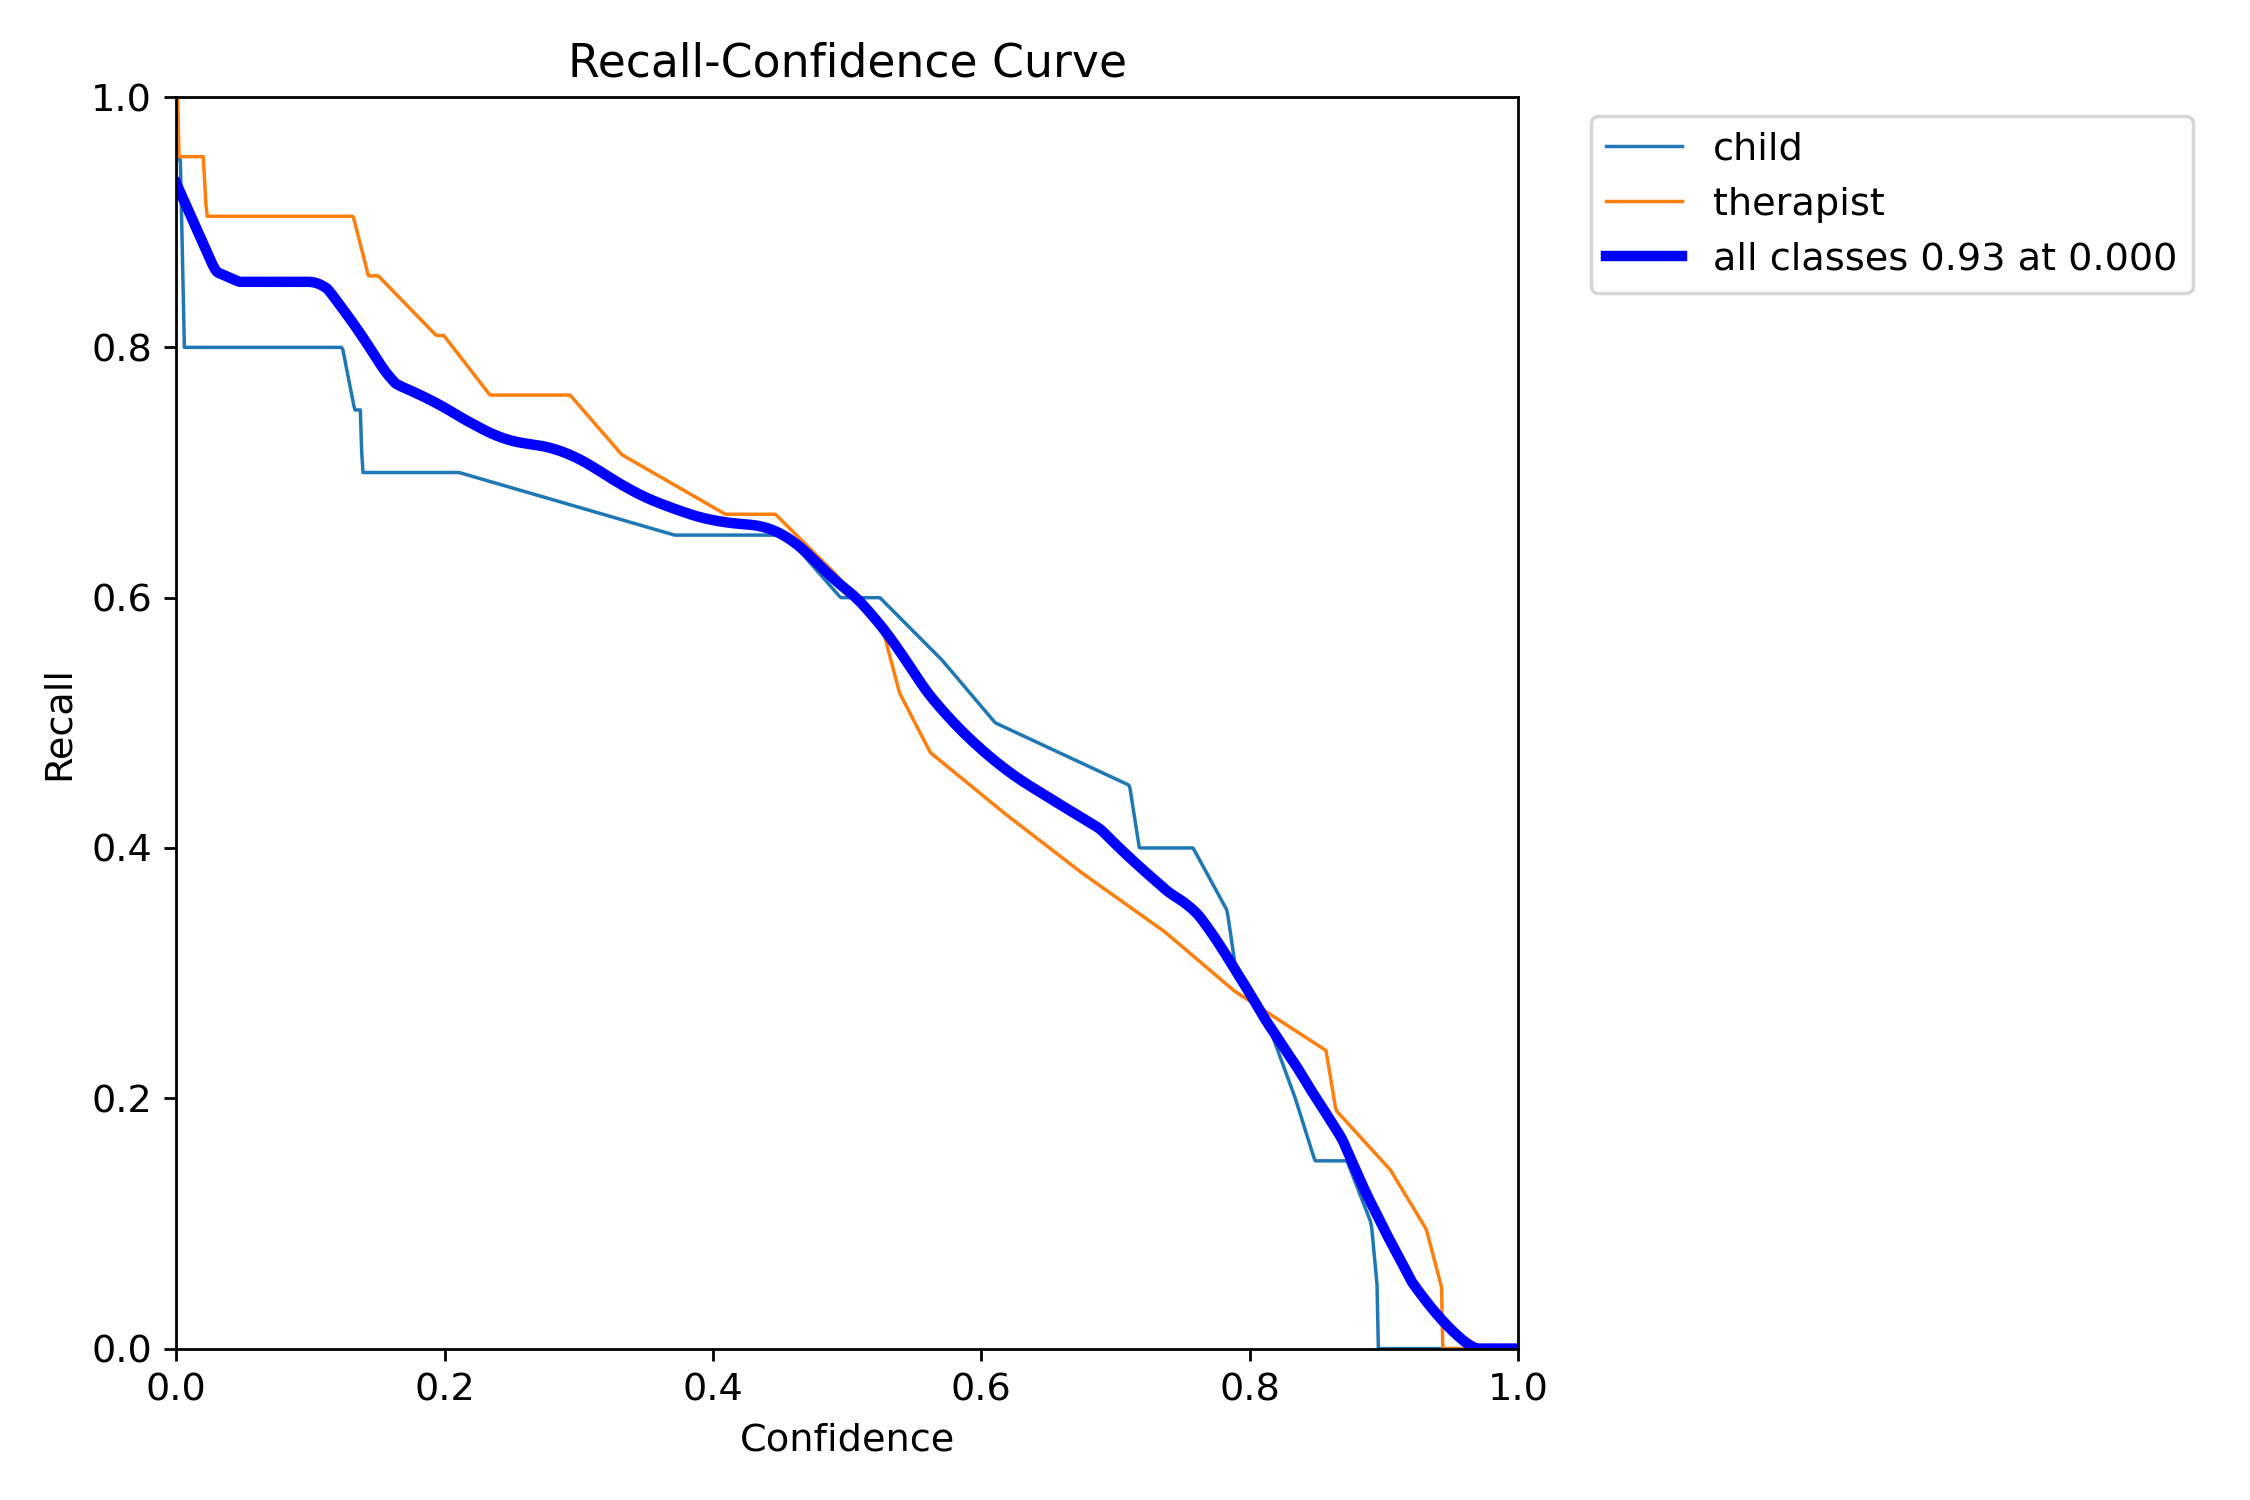 Recall-Confidence Curve
1.0
0.8
0.6
0.4
0.2
0.0
Recall
0.0 0.2 0.4 0.6 0.8 1.0
Confidence
child
therapist
all classes 0.93 at 0.000